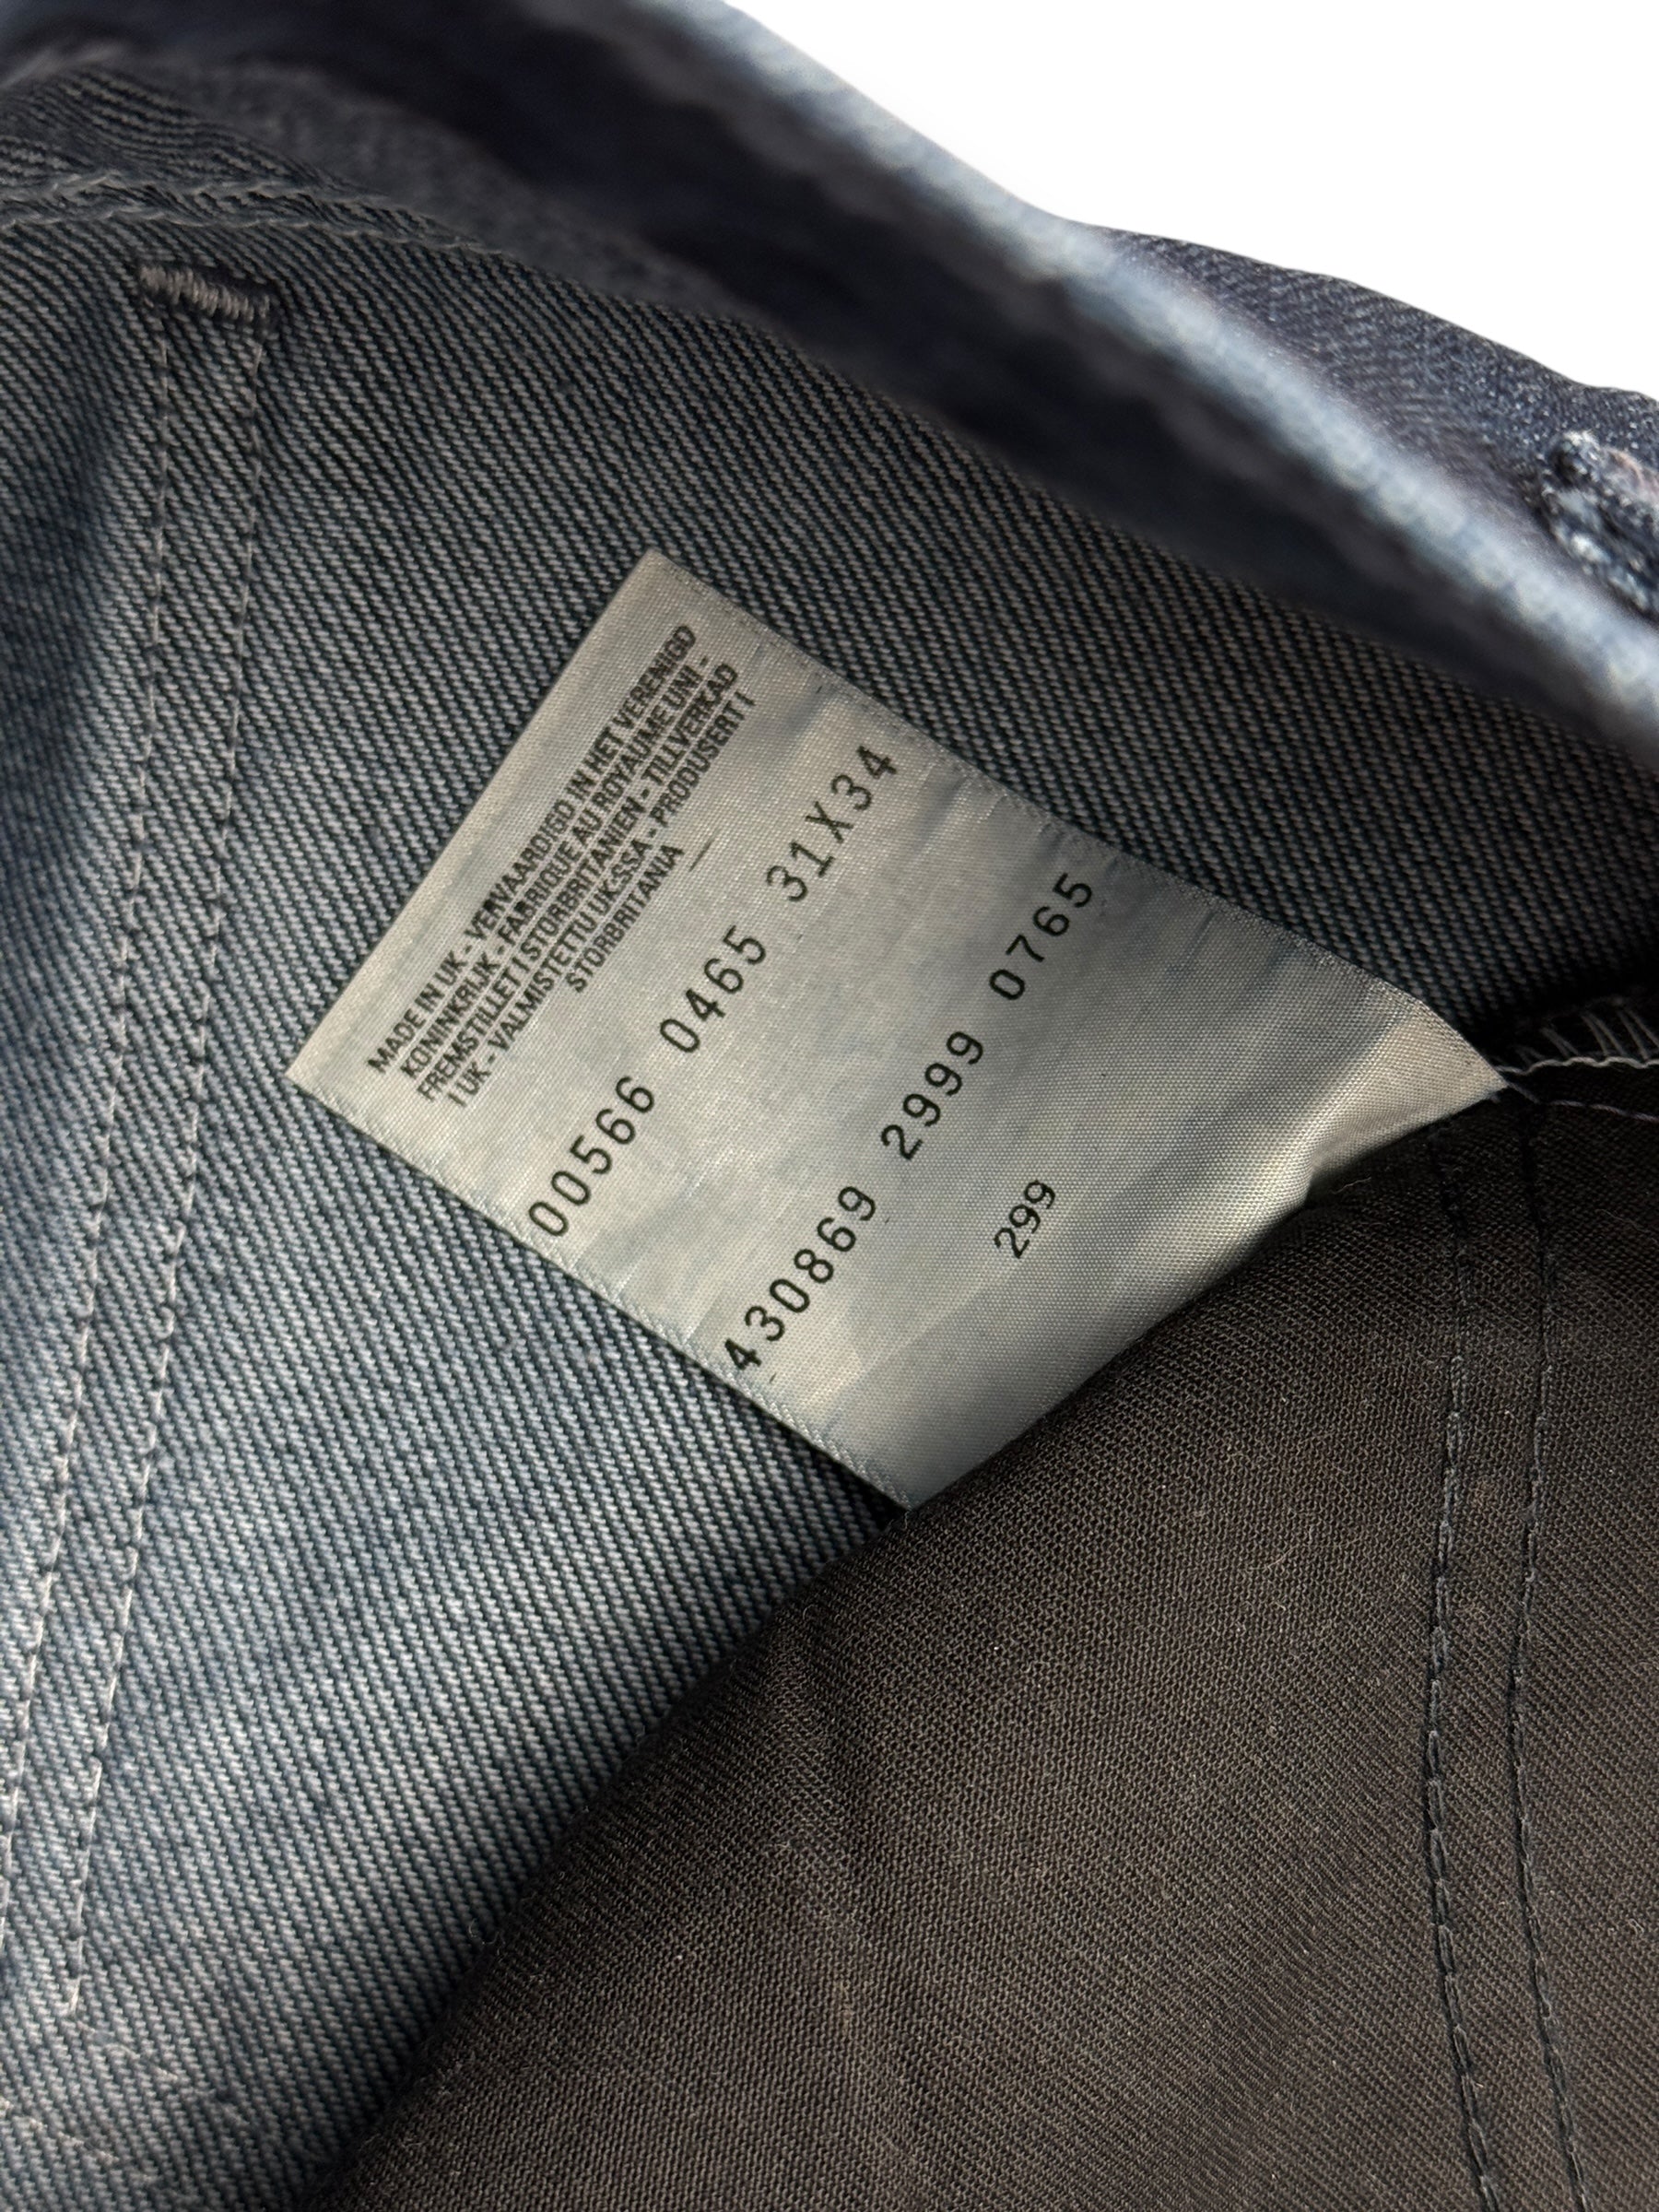 MADE IN UK - VERVAARDIGD IN HET VERENIGD
KONINKRIJK - FABRIQUE AU ROYAUME UNI -
FREMSTILLET I STORBRITANIEN - TILLVERKAD
I UK - VALMISTETTU UK:SSA - PRODUSERT I
STORBRITANIA
00566 0465 31X34
430869 2999 0765
299